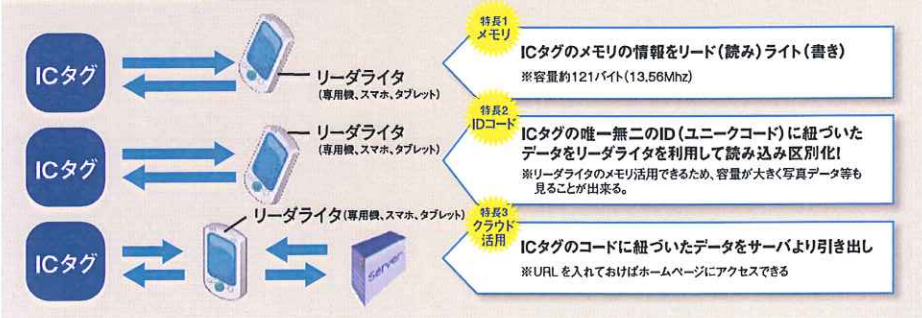 ICタグ
リーダライタ
(専用機、スマホ、タブレット)
特長1
メモリ
ICタグのメモリの情報をリード(読み)ライト(書き)
※容量約121バイト(13,56Mhz)
ICタグ
リーダライタ
(専用機、スマホ、タブレット)
特長2
IDコード
ICタグの唯一無二のID(ユニークコード)に紐づいた
データをリーダライタを利用して読み込み区別化!
※リーダライタのメモリ活用できるため、容量が大きく写真データ等も
見ることが出来る。
ICタグ
リーダライタ(専用機、スマホ、タブレット)
server
特長3
クラウド
活用
ICタグのコードに紐づいたデータをサーバより引き出し
※URLを入れておけばホームページにアクセスできる